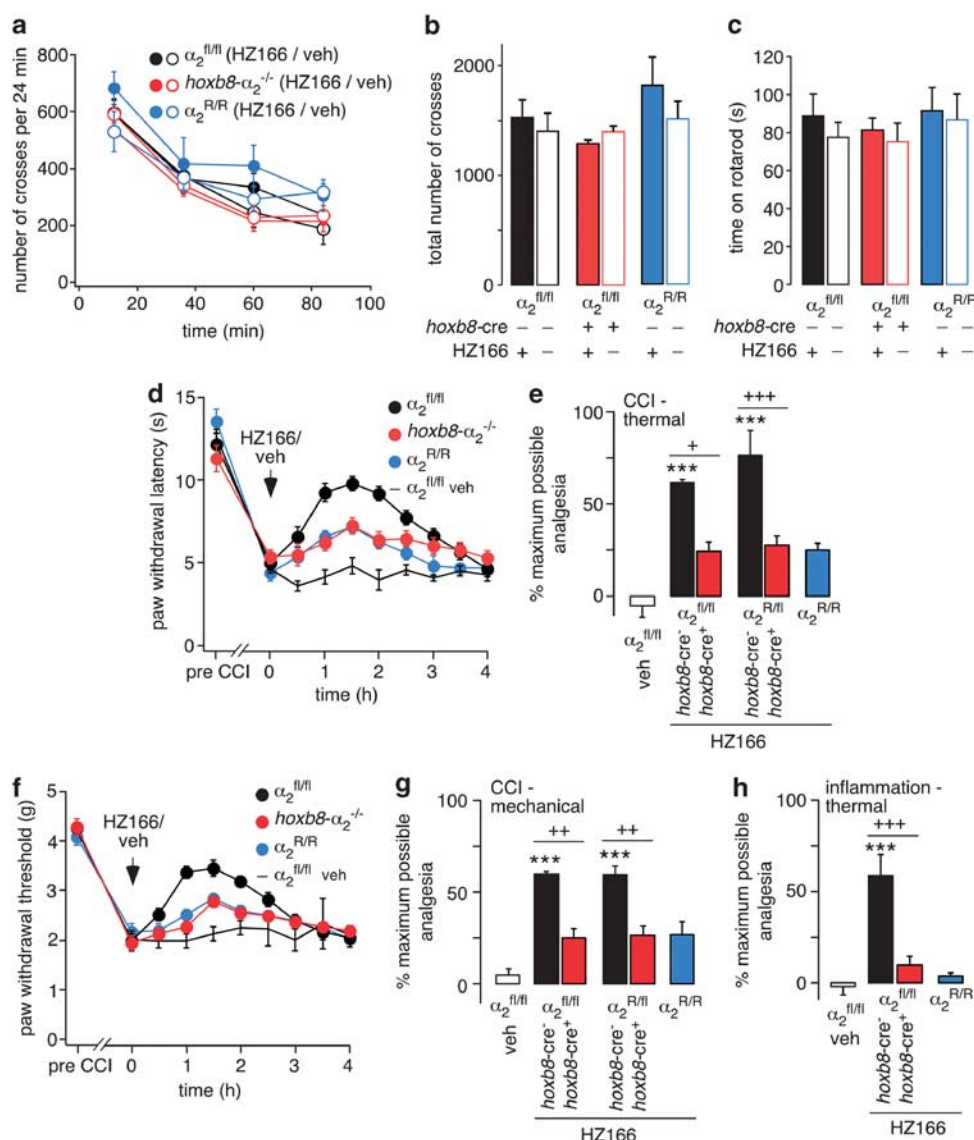 a
number of crosses per 24 min
800
600
400
200
0
0 20 40 60 80 100
time (min)
α2fl/fl (HZ166 / veh)
hoxb8-α2-/- (HZ166 / veh)
α2R/R (HZ166 / veh)
b
total number of crosses
2000
1000
0
α2fl/fl α2fl/fl α2R/R
hoxb8-cre − − + + − −
HZ166 + − + − + −
c
time on rotarod (s)
120
100
80
60
40
20
0
α2fl/fl α2fl/fl α2R/R
hoxb8-cre − − + + − −
HZ166 + − + − + −
d
paw withdrawal latency (s)
15
10
5
0
HZ166/
veh
α2fl/fl
hoxb8-α2-/-
α2R/R
– α2fl/fl veh
pre CCI 0 1 2 3 4
time (h)
e
CCI -
thermal
% maximum possible
analgesia
100
50
0
***
+
***
+++
α2fl/fl
veh
α2fl/fl α2R/fl α2R/R
hoxb8-cre-
hoxb8-cre+
hoxb8-cre-
hoxb8-cre+
HZ166
f
paw withdrawal threshold (g)
5
4
3
2
1
0
HZ166/
veh
α2fl/fl
hoxb8-α2-/-
α2R/R
– α2fl/fl veh
pre CCI 0 1 2 3 4
time (h)
g
CCI -
mechanical
% maximum possible
analgesia
100
50
0
++
***
++
***
α2fl/fl
veh
α2fl/fl α2R/fl α2R/R
hoxb8-cre-
hoxb8-cre+
hoxb8-cre-
hoxb8-cre+
HZ166
h
inflammation -
thermal
% maximum possible
analgesia
100
50
0
+++
***
α2fl/fl
veh
α2fl/fl α2R/R
hoxb8-cre-
hoxb8-cre+
HZ166